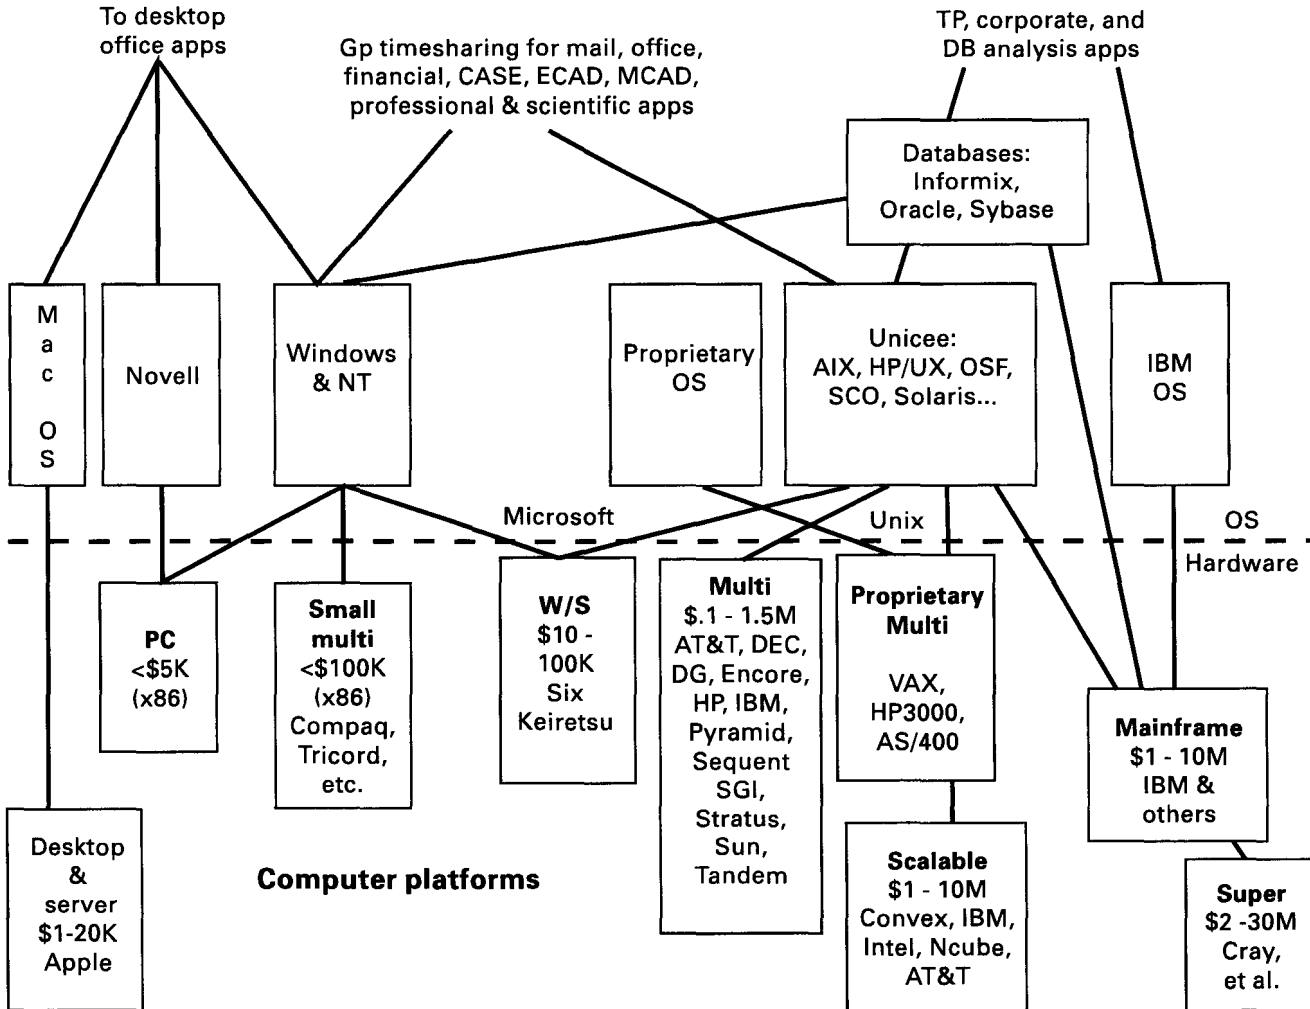 To desktop
office apps
Gp timesharing for mail, office,
financial, CASE, ECAD, MCAD,
professional & scientific apps
TP, corporate, and
DB analysis apps
Databases:
Informix,
Oracle, Sybase
M
a
c
O
S
Novell
Windows
& NT
Proprietary
OS
Unicee:
AIX, HP/UX, OSF,
SCO, Solaris...
IBM
OS
Microsoft
Unix
OS
Hardware
PC
<$5K
(x86)
Small
multi
<$100K
(x86)
Compaq,
Tricord,
etc.
W/S
$10 -
100K
Six
Keiretsu
Multi
$.1 - 1.5M
AT&T, DEC,
DG, Encore,
HP, IBM,
Pyramid,
Sequent
SGI,
Stratus,
Sun,
Tandem
Proprietary
Multi
VAX,
HP3000,
AS/400
Mainframe
$1 - 10M
IBM &
others
Desktop
&
server
$1-20K
Apple
Computer platforms
Scalable
$1 - 10M
Convex, IBM,
Intel, Ncube,
AT&T
Super
$2 -30M
Cray,
et al.